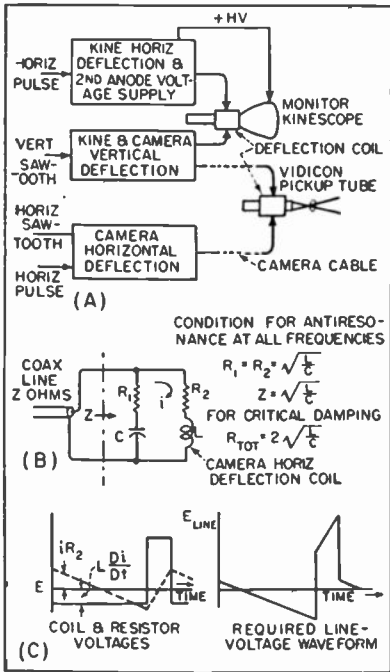 +HV
KINE HORIZ
DEFLECTION &
2ND ANODE VOLT-
AGE SUPPLY
HORIZ
PULSE
MONITOR
KINESCOPE
DEFLECTION COIL
VERT
SAW-
TOOTH
KINE & CAMERA
VERTICAL
DEFLECTION
VIDICON
PICKUP TUBE
HORIZ
SAW-
TOOTH
CAMERA
HORIZONTAL
DEFLECTION
HORIZ
PULSE
CAMERA CABLE
(A)
CONDITION FOR ANTIRESO-
NANCE AT ALL FREQUENCIES
R₁ = R₂ = √(L/C)
Z = √(L/C)
FOR CRITICAL DAMPING
R_TOT = 2√(L/C)
CAMERA HORIZ
DEFLECTION COIL
COAX
LINE
Z OHMS
Z
R₁
i
R₂
C
L
(B)
iR₂
L Di/Dt
E
TIME
COIL & RESISTOR
VOLTAGES
E_LINE
TIME
REQUIRED LINE-
VOLTAGE WAVEFORM
(C)